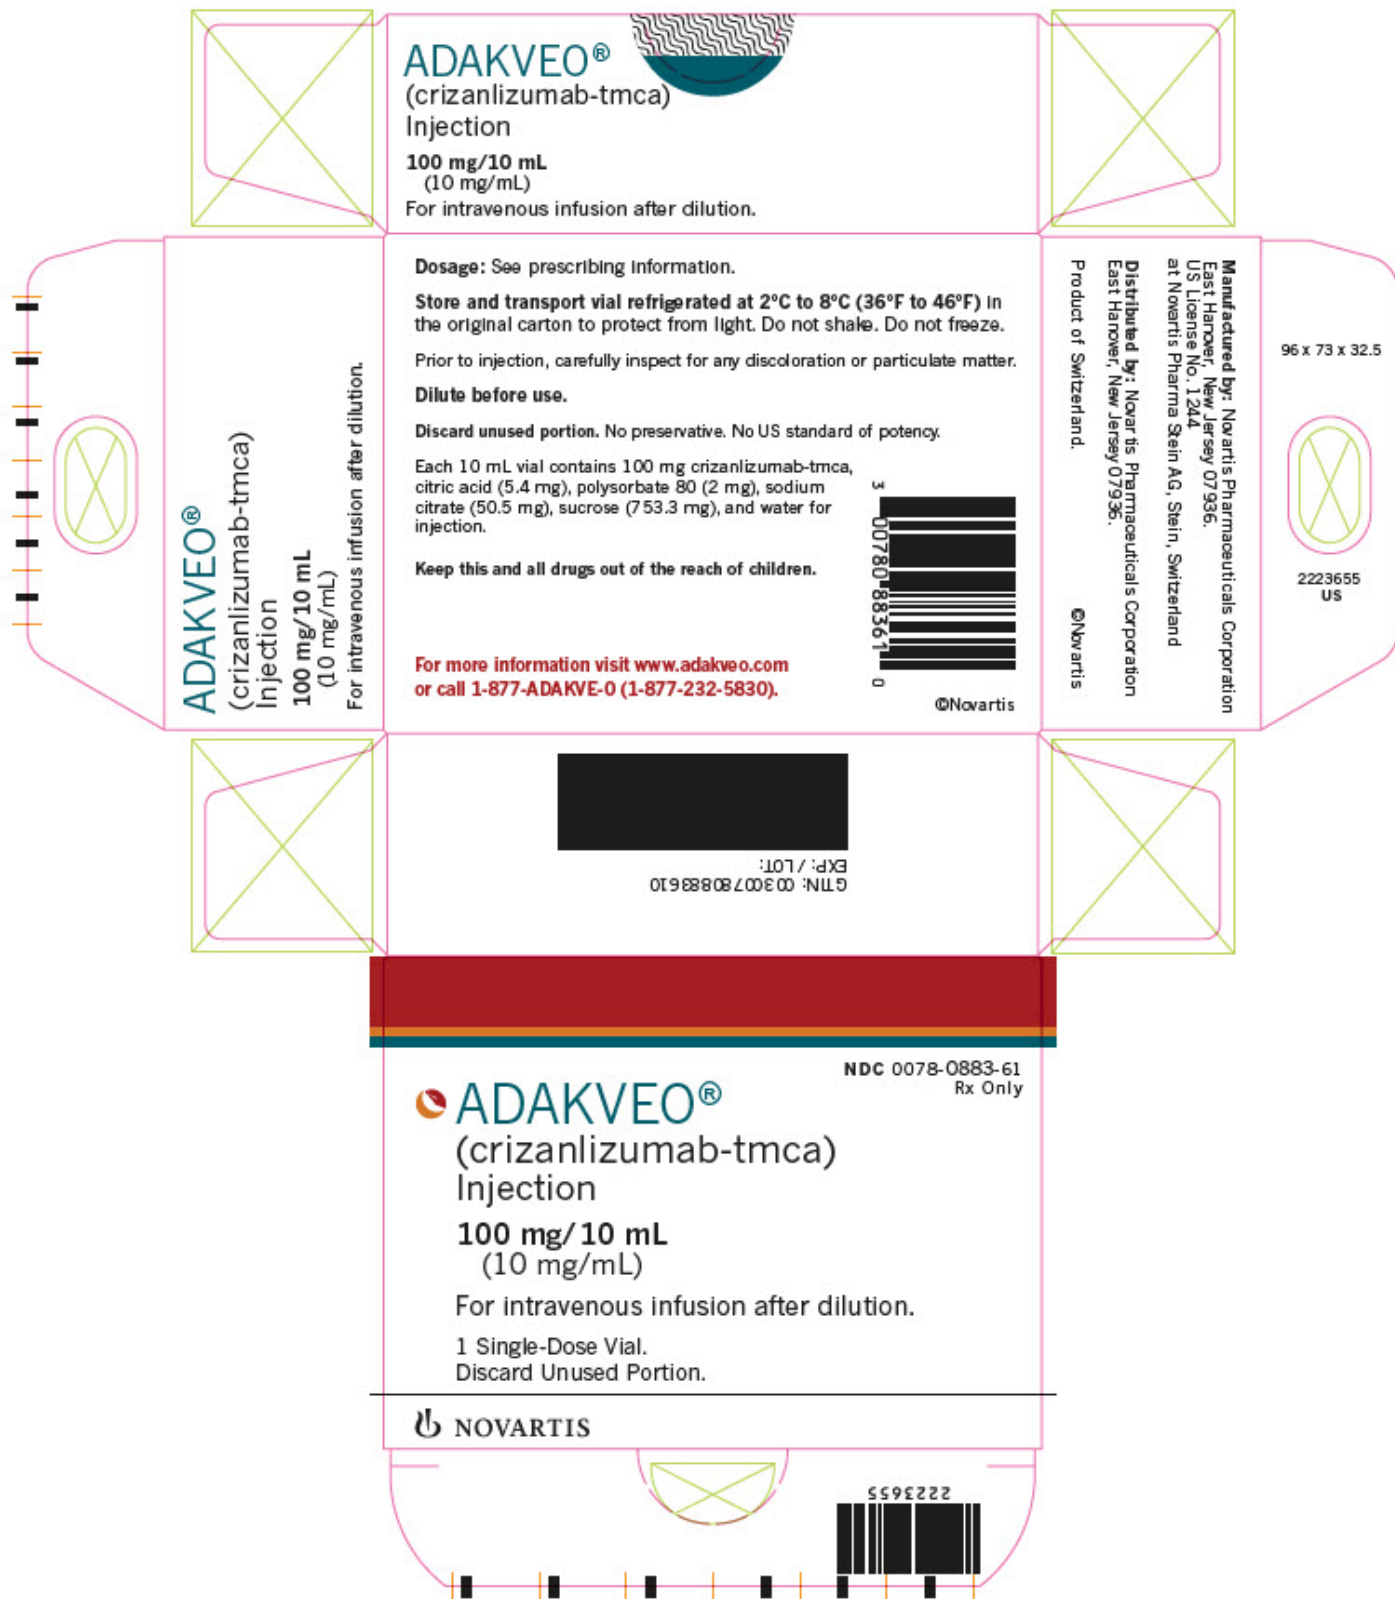 ADAKVEO®
(crizanlizumab-tmca)
Injection
100 mg/10 mL
(10 mg/mL)
For intravenous infusion after dilution.
ADAKVEO®
(crizanlizumab-tmca)
Injection
100 mg/10 mL
(10 mg/mL)
For intravenous infusion after dilution.
Dosage: See prescribing information.
Store and transport vial refrigerated at 2ºC to 8ºC (36ºF to 46ºF) in
the original carton to protect from light. Do not shake. Do not freeze.
Prior to injection, carefully inspect for any discoloration or particulate matter.
Dilute before use.
Discard unused portion. No preservative. No US standard of potency.
Each 10 mL vial contains 100 mg crizanlizumab-tmca,
citric acid (5.4 mg), polysorbate 80 (2 mg), sodium
citrate (50.5 mg), sucrose (753.3 mg), and water for
injection.
Keep this and all drugs out of the reach of children.
For more information visit www.adakveo.com
or call 1-877-ADAKVE-0 (1-877-232-5830).
3 00780 88361 0
©Novartis
Manufactured by: Novartis Pharmaceuticals Corporation
East Hanover, New Jersey 07936.
US License No. 1244
at Novartis Pharma Stein AG, Stein, Switzerland
Distributed by: Novartis Pharmaceuticals Corporation
East Hanover, New Jersey 07936.
Product of Switzerland.
©Novartis
96 x 73 x 32.5
2223655
US
GTIN: 00300780883610
EXP: / LOT:
NDC 0078-0883-61
Rx Only
ADAKVEO®
(crizanlizumab-tmca)
Injection
100 mg/10 mL
(10 mg/mL)
For intravenous infusion after dilution.
1 Single-Dose Vial.
Discard Unused Portion.
NOVARTIS
2223655